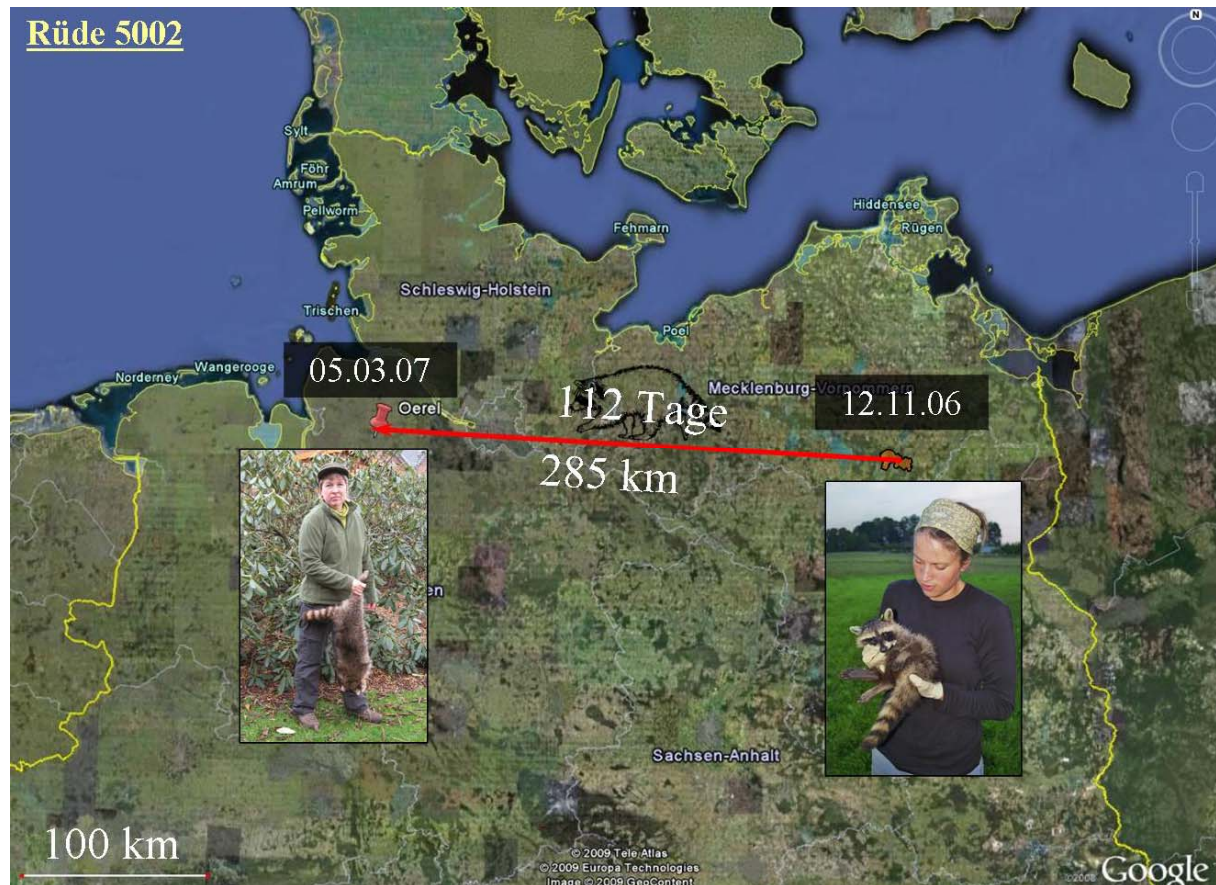 Rüde 5002
N
Sylt
Föhr
Amrum
Pellworm
Hiddensee
Rügen
Fehmarn
Schleswig-Holstein
Trischen
Poel
Wangerooge
Norderney
05.03.07
Oerel
112 Tage
Mecklenburg-Vorpommern
12.11.06
285 km
en
Sachsen-Anhalt
100 km
© 2009 Tele Atlas
© 2009 Europa Technologies
Image © 2009 GeoContent
Google